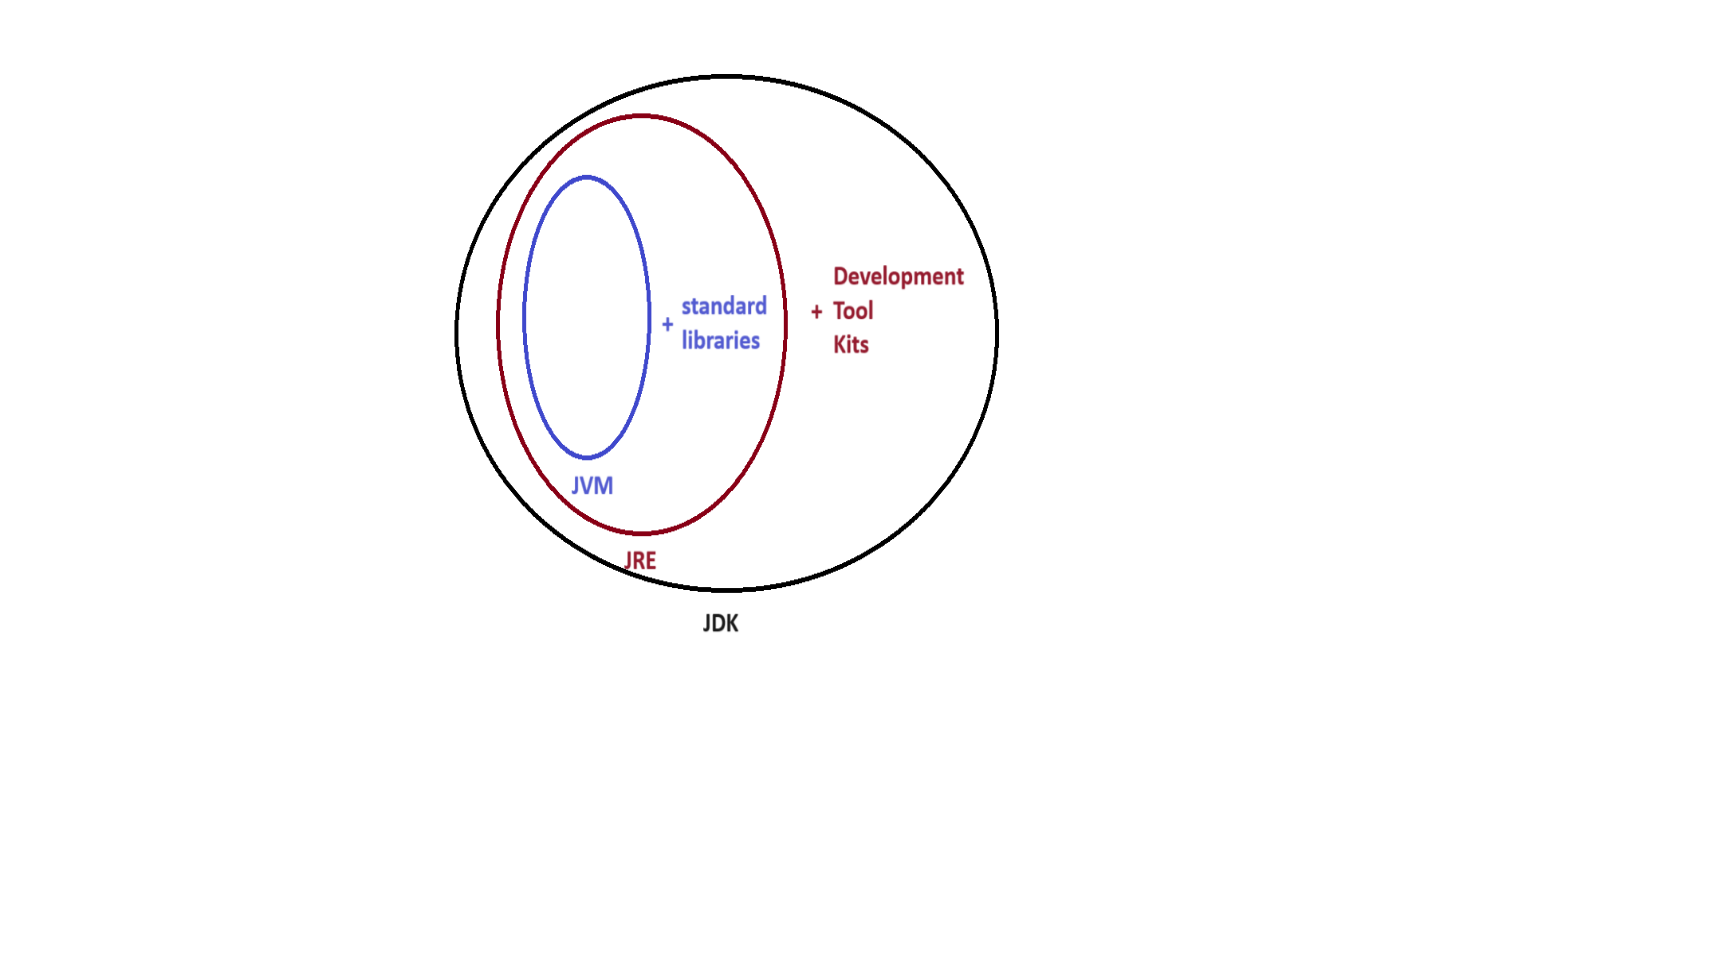 + standard
libraries
+ Development
Tool
Kits
JVM
JRE
JDK